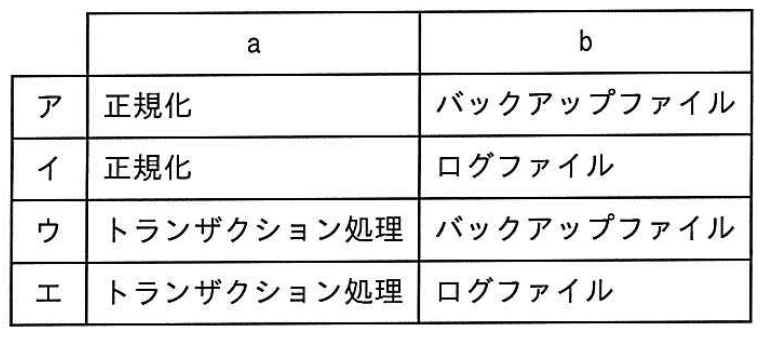 a b
ア 正規化 バックアップファイル
イ 正規化 ログファイル
ウ トランザクション処理 バックアップファイル
エ トランザクション処理 ログファイル